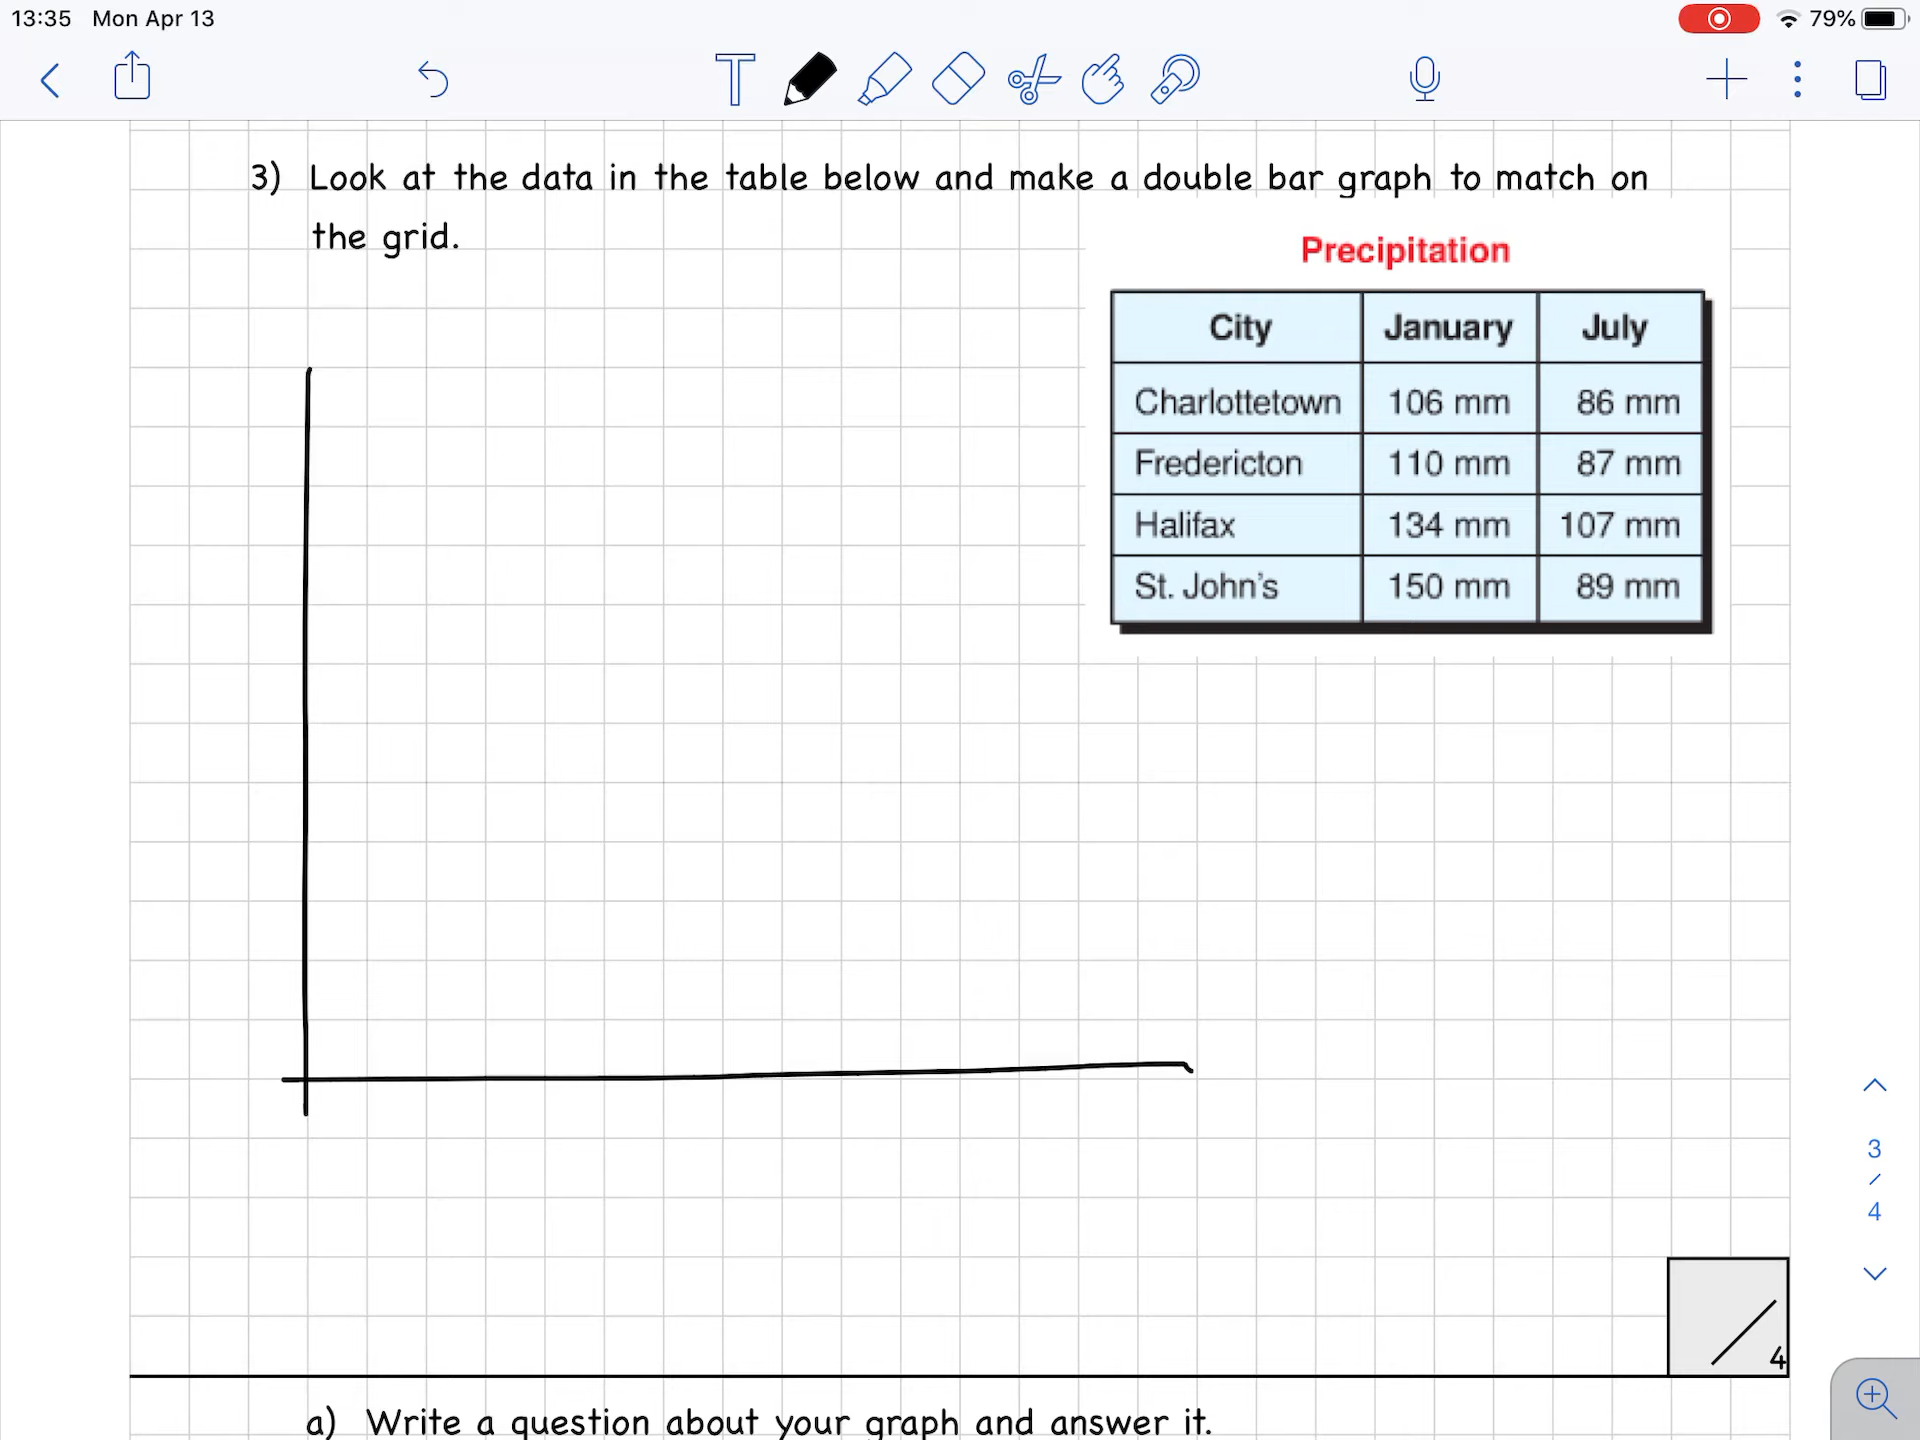 13:35 Mon Apr 13 79%
T
3) Look at the data in the table below and make a double bar graph to match on
the grid.
Precipitation
City January July
Charlottetown 106 mm 86 mm
Fredericton 110 mm 87 mm
Halifax 134 mm 107 mm
St. John's 150 mm 89 mm
3
/
4
/4
a) Write a question about your graph and answer it.